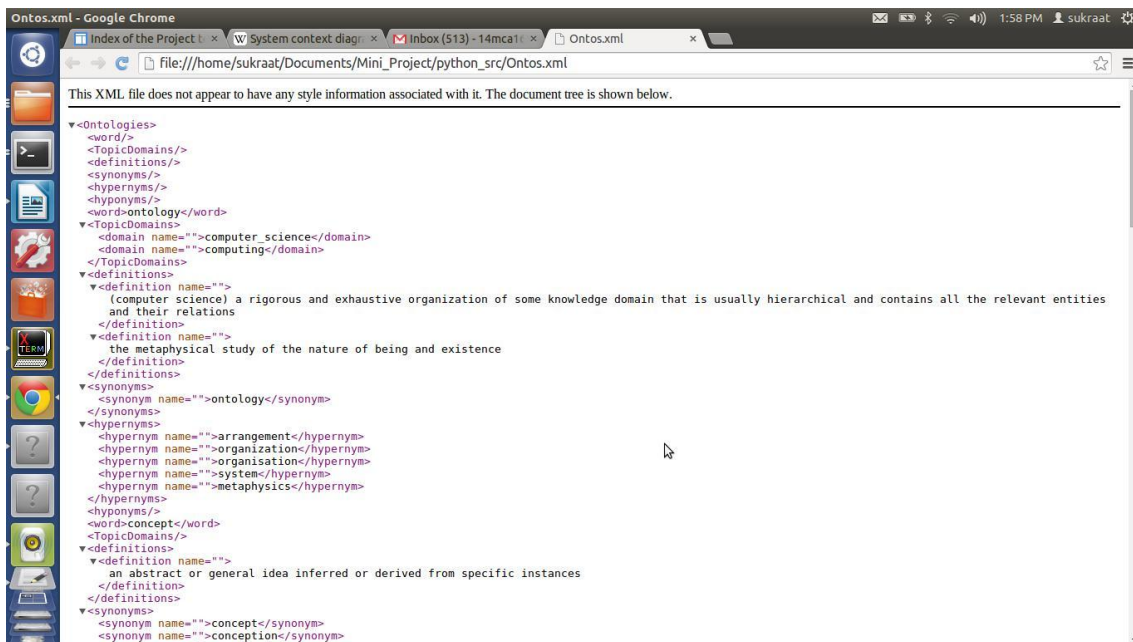 Ontos.xml - Google Chrome
1:58 PM sukraat
Index of the Project t
W System context diagr
Inbox (513) - 14mca1
Ontos.xml
file:///home/sukraat/Documents/Mini_Project/python_src/Ontos.xml
This XML file does not appear to have any style information associated with it. The document tree is shown below.
▼<Ontologies>
<word/>
<TopicDomains/>
<definitions/>
<synonyms/>
<hypernyms/>
<hyponyms/>
<word>ontology</word>
▼<TopicDomains>
<domain name="">computer_science</domain>
<domain name="">computing</domain>
</TopicDomains>
▼<definitions>
▼<definition name="">
(computer science) a rigorous and exhaustive organization of some knowledge domain that is usually hierarchical and contains all the relevant entities
and their relations
</definition>
▼<definition name="">
the metaphysical study of the nature of being and existence
</definition>
</definitions>
▼<synonyms>
<synonym name="">ontology</synonym>
</synonyms>
▼<hypernyms>
<hypernym name="">arrangement</hypernym>
<hypernym name="">organization</hypernym>
<hypernym name="">organisation</hypernym>
<hypernym name="">system</hypernym>
<hypernym name="">metaphysics</hypernym>
</hypernyms>
<hyponyms/>
<word>concept</word>
<TopicDomains/>
▼<definitions>
▼<definition name="">
an abstract or general idea inferred or derived from specific instances
</definition>
</definitions>
▼<synonyms>
<synonym name="">concept</synonym>
<synonym name="">conception</synonym>
X
TERM